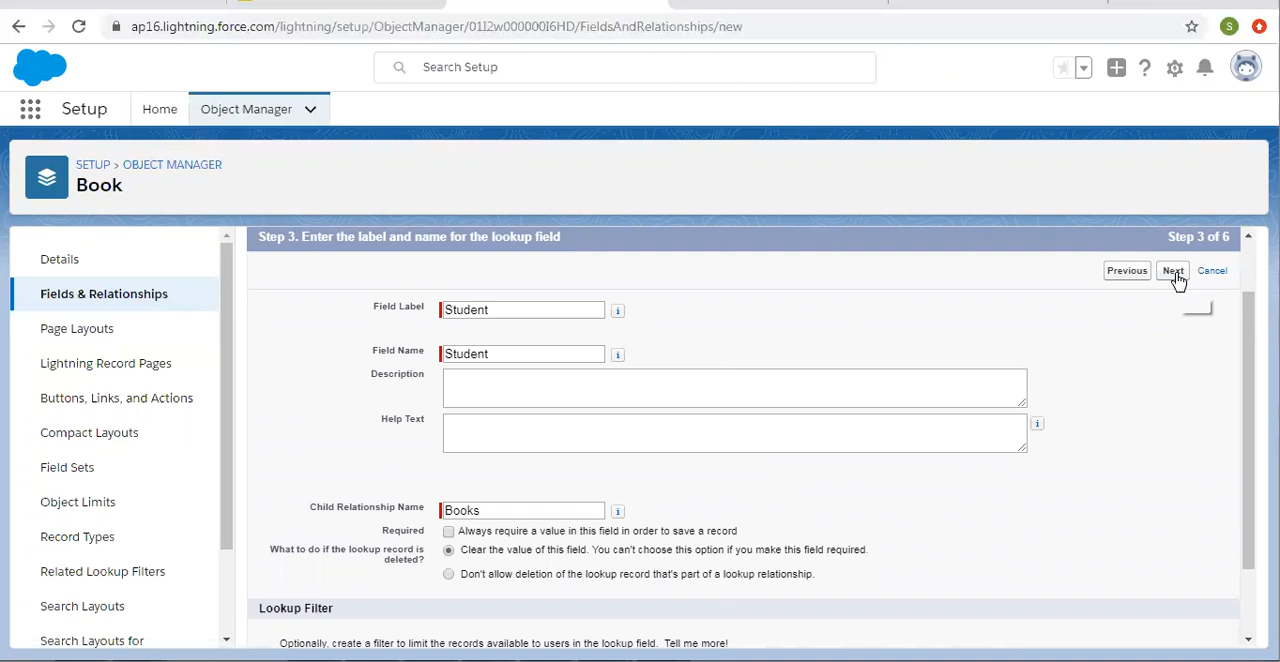 ap16.lightning.force.com/lightning/setup/ObjectManager/01I2w000000I6HD/FieldsAndRelationships/new
S
Search Setup
Setup
Home
Object Manager
SETUP > OBJECT MANAGER
Book
Details
Fields & Relationships
Page Layouts
Lightning Record Pages
Buttons, Links, and Actions
Compact Layouts
Field Sets
Object Limits
Record Types
Related Lookup Filters
Search Layouts
Search Layouts for
Step 3. Enter the label and name for the lookup field
Step 3 of 6
Previous
Next
Cancel
Field Label
Student
i
Field Name
Student
i
Description
Help Text
i
Child Relationship Name
Books
i
Required
Always require a value in this field in order to save a record
What to do if the lookup record is
deleted?
Clear the value of this field. You can't choose this option if you make this field required.
Don't allow deletion of the lookup record that's part of a lookup relationship.
Lookup Filter
Optionally, create a filter to limit the records available to users in the lookup field. Tell me more!